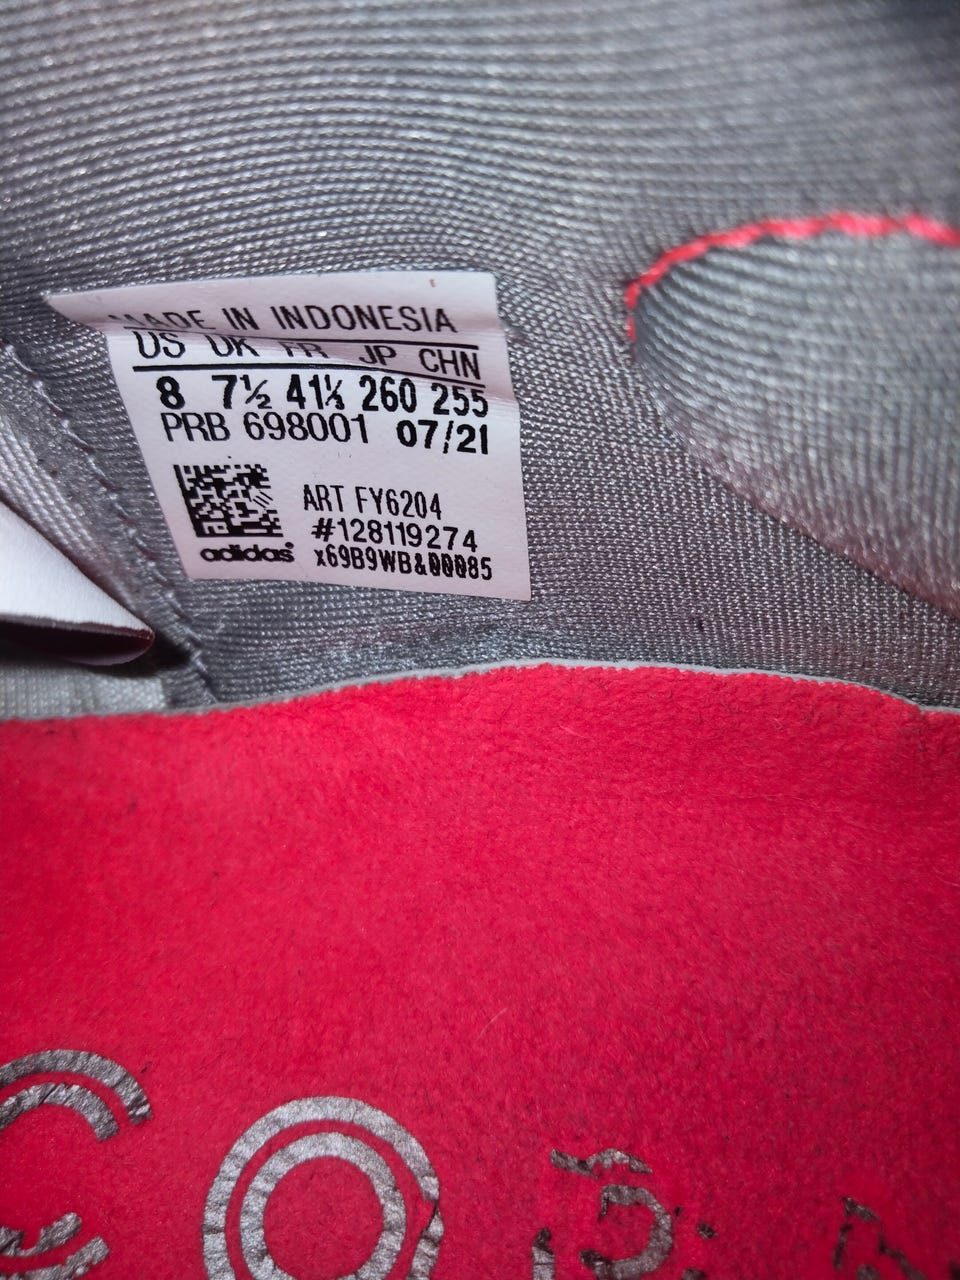 MADE IN INDONESIA
US UK FR JP CHN
8 7½ 41⅓ 260 255
PRB 698001 07/21
ART FY6204
#128119274
adidas
x69B9WB&00085